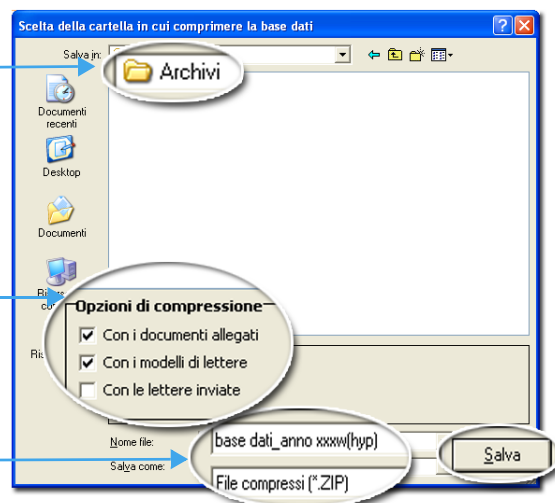 Scelta della cartella in cui comprimere la base dati
Salva in:
Archivi
Documenti
recenti
Desktop
Documenti
Opzioni di compressione
Con i documenti allegati
Con i modelli di lettere
Con le lettere inviate
Nome file:
base dati_anno xxxw(hyp)
Salva
Salva come:
File compressi (*.ZIP)